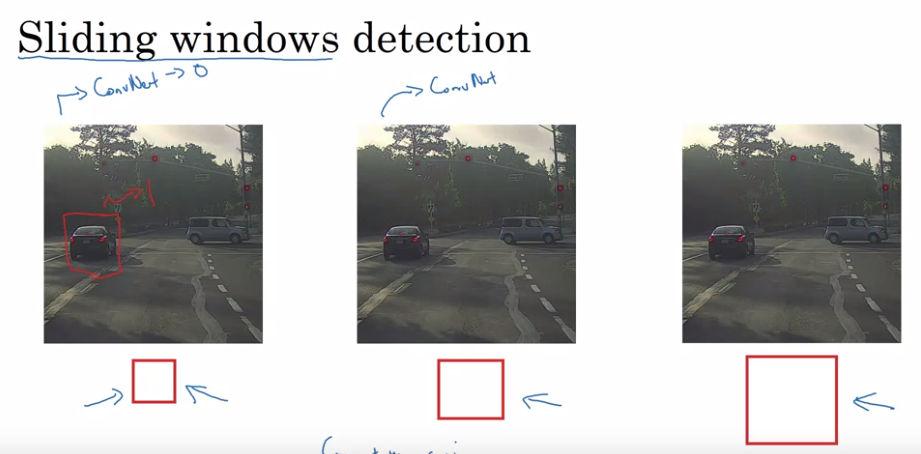 Sliding windows detection
ConvNet → 0
ConvNet
→ 1